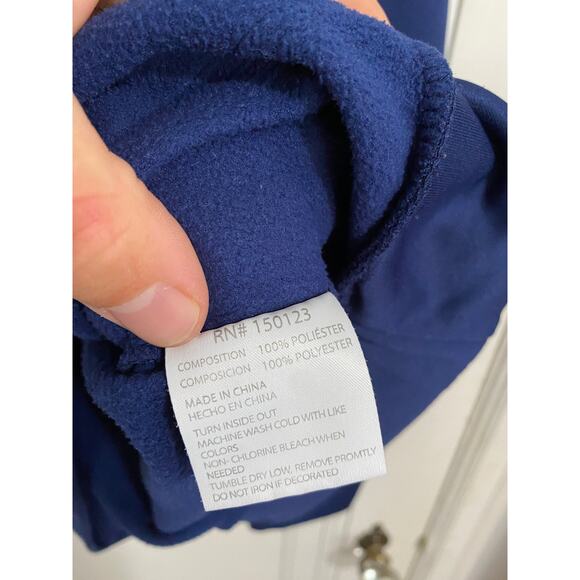 RN# 150123
COMPOSITION 100% POLIÉSTER
COMPOSICION 100% POLYESTER
MADE IN CHINA
HECHO EN CHINA
TURN INSIDE OUT
MACHINE WASH COLD WITH LIKE
COLORS
NON- CHLORINE BLEACH WHEN
NEEDED
TUMBLE DRY LOW, REMOVE PROMTLY
DO NOT IRON IF DECORATED